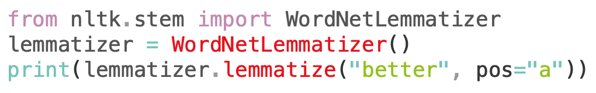 from nltk.stem import WordNetLemmatizer
lemmatizer = WordNetLemmatizer()
print(lemmatizer.lemmatize("better", pos="a"))